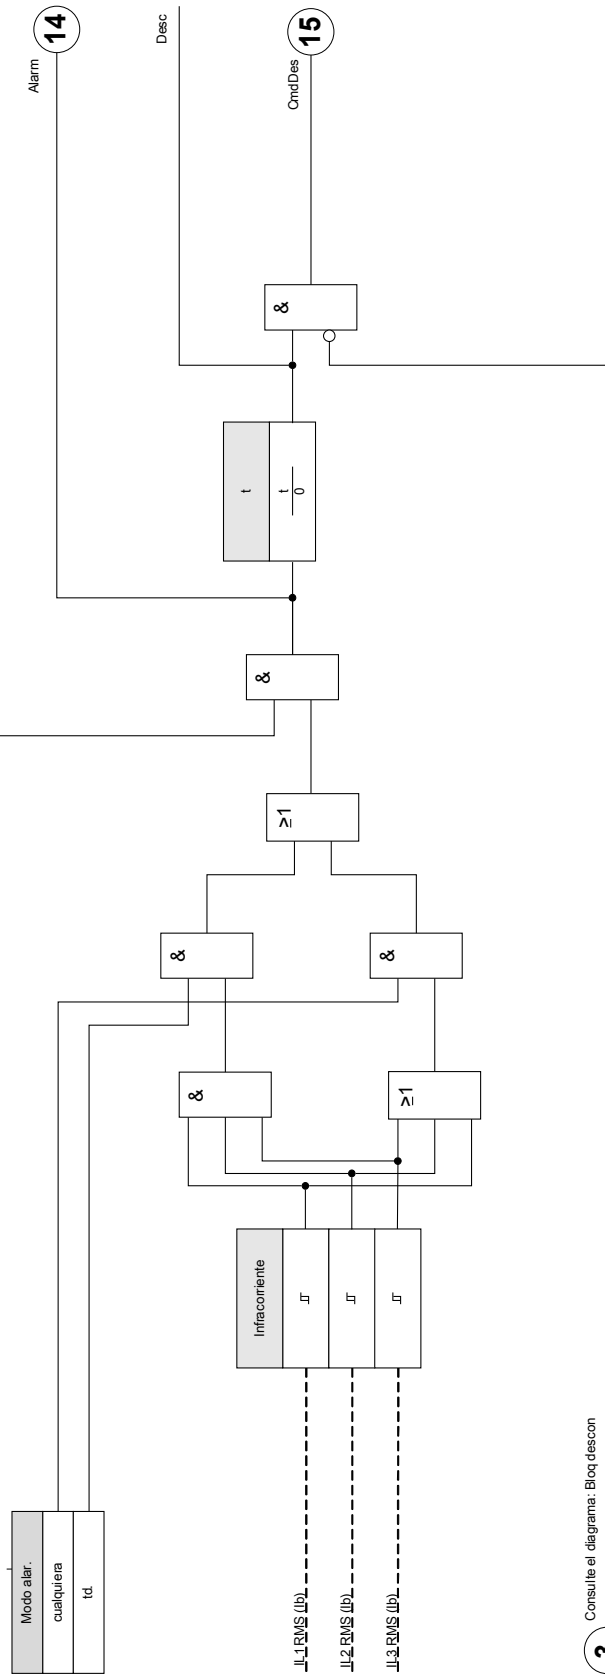 14
Alarm
Desc
15
CmdDes
&
t
t
0
&
≥1
&
&
&
≥1
Infracorriente
Modo alar.
cualquiera
td.
IL1 RMS (Ib)
IL2 RMS (Ib)
IL3 RMS (Ib)
Consulte el diagrama: Bloq descon